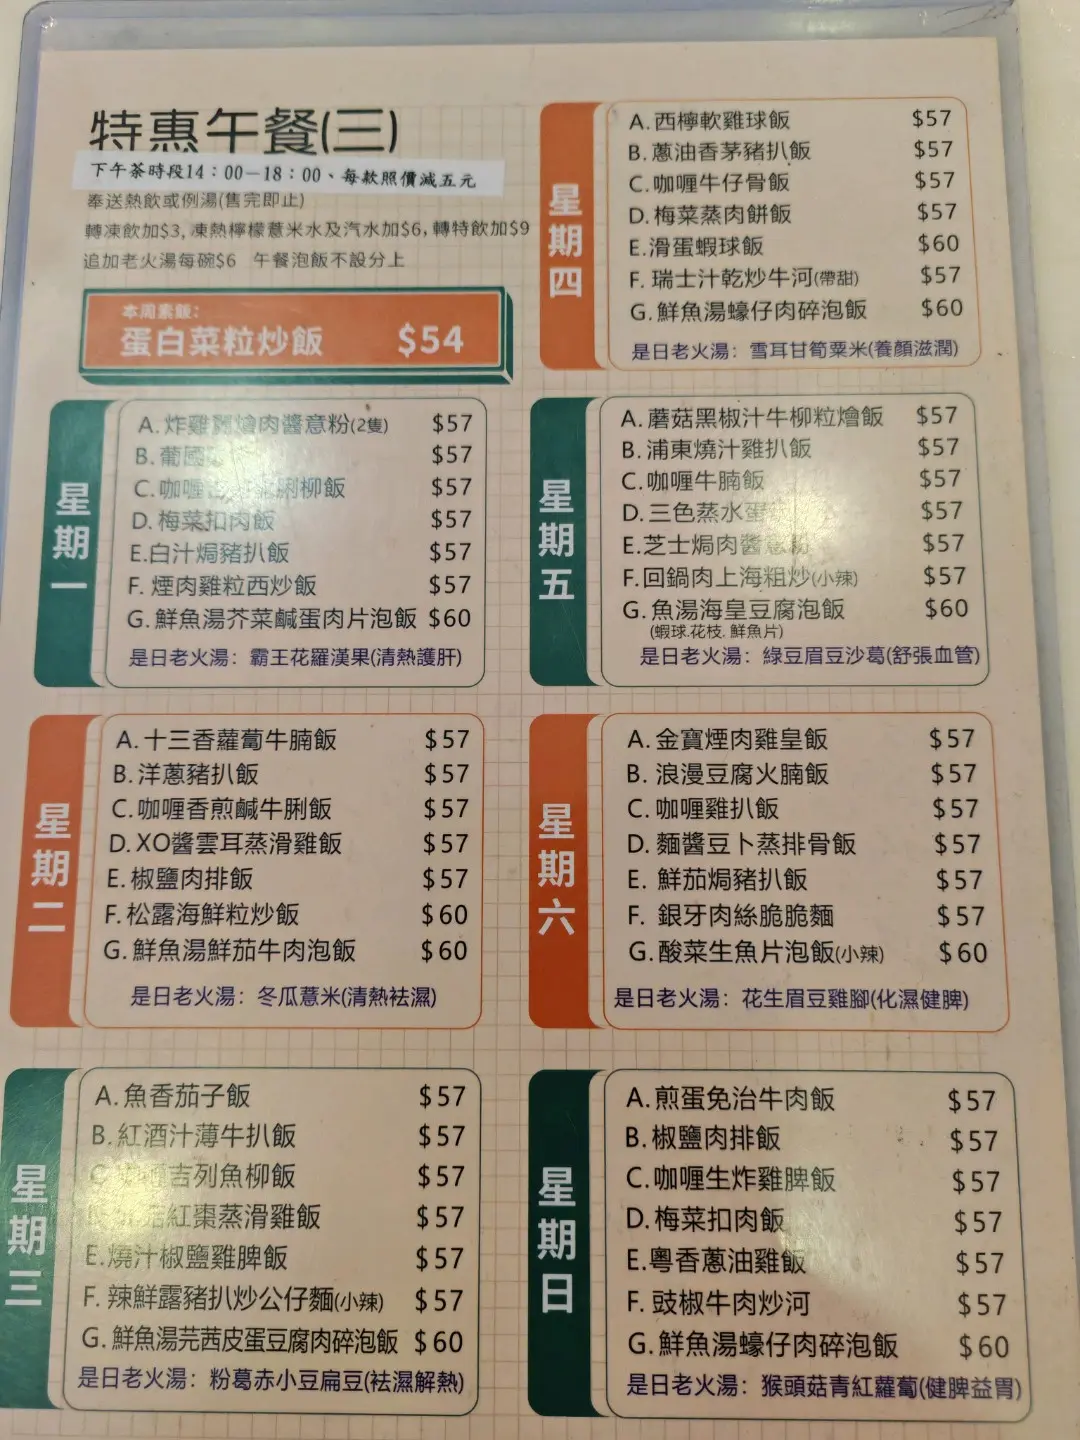 特惠午餐(三)
下午茶時段14：00－18：00、每款照價減五元
奉送熱飲或例湯(售完即止)
轉凍飲加$3, 凍熱檸檬薏米水及汽水加$6, 轉特飲加$9
追加老火湯每碗$6 午餐泡飯不設分上
本周素飯：
蛋白菜粒炒飯 $54
星期一
A. 炸雞翼燴肉醬意粉(2隻) $57
B. 葡國 $57
C. 咖喱 脷柳飯 $57
D. 梅菜扣肉飯 $57
E.白汁焗豬扒飯 $57
F. 煙肉雞粒西炒飯 $57
G. 鮮魚湯芥菜鹹蛋肉片泡飯 $60
是日老火湯：霸王花羅漢果(清熱護肝)
星期二
A. 十三香蘿蔔牛腩飯 $57
B. 洋蔥豬扒飯 $57
C. 咖喱香煎鹹牛脷飯 $57
D. XO醬雲耳蒸滑雞飯 $57
E. 椒鹽肉排飯 $57
F. 松露海鮮粒炒飯 $60
G. 鮮魚湯鮮茄牛肉泡飯 $60
是日老火湯：冬瓜薏米(清熱祛濕)
星期三
A. 魚香茄子飯 $57
B. 紅酒汁薄牛扒飯 $57
C 吉列魚柳飯 $57
紅棗蒸滑雞飯 $57
E.燒汁椒鹽雞脾飯 $57
F. 辣鮮露豬扒炒公仔麵(小辣) $57
G. 鮮魚湯芫茜皮蛋豆腐肉碎泡飯 $60
是日老火湯：粉葛赤小豆扁豆(祛濕解熱)
星期四
A. 西檸軟雞球飯 $57
B. 蔥油香茅豬扒飯 $57
C. 咖喱牛仔骨飯 $57
D. 梅菜蒸肉餅飯 $57
E. 滑蛋蝦球飯 $60
F. 瑞士汁乾炒牛河(帶甜) $57
G. 鮮魚湯蠔仔肉碎泡飯 $60
是日老火湯：雪耳甘筍粟米(養顏滋潤)
星期五
A. 蘑菇黑椒汁牛柳粒燴飯 $57
B. 浦東燒汁雞扒飯 $57
C. 咖喱牛腩飯 $57
D. 三色蒸水蛋 $57
E.芝士焗肉醬意粉 $57
F. 回鍋肉上海粗炒(小辣) $57
G. 魚湯海皇豆腐泡飯 $60
(蝦球.花枝. 鮮魚片)
是日老火湯：綠豆眉豆沙葛(舒張血管)
星期六
A. 金寶煙肉雞皇飯 $57
B. 浪漫豆腐火腩飯 $57
C. 咖喱雞扒飯 $57
D. 麵醬豆卜蒸排骨飯 $57
E. 鮮茄焗豬扒飯 $57
F. 銀牙肉絲脆脆麵 $57
G. 酸菜生魚片泡飯(小辣) $60
是日老火湯：花生眉豆雞腳(化濕健脾)
星期日
A. 煎蛋免治牛肉飯 $57
B. 椒鹽肉排飯 $57
C. 咖喱生炸雞脾飯 $57
D. 梅菜扣肉飯 $57
E.粵香蔥油雞飯 $57
F. 豉椒牛肉炒河 $57
G. 鮮魚湯蠔仔肉碎泡飯 $60
是日老火湯：猴頭菇青紅蘿蔔(健脾益胃)